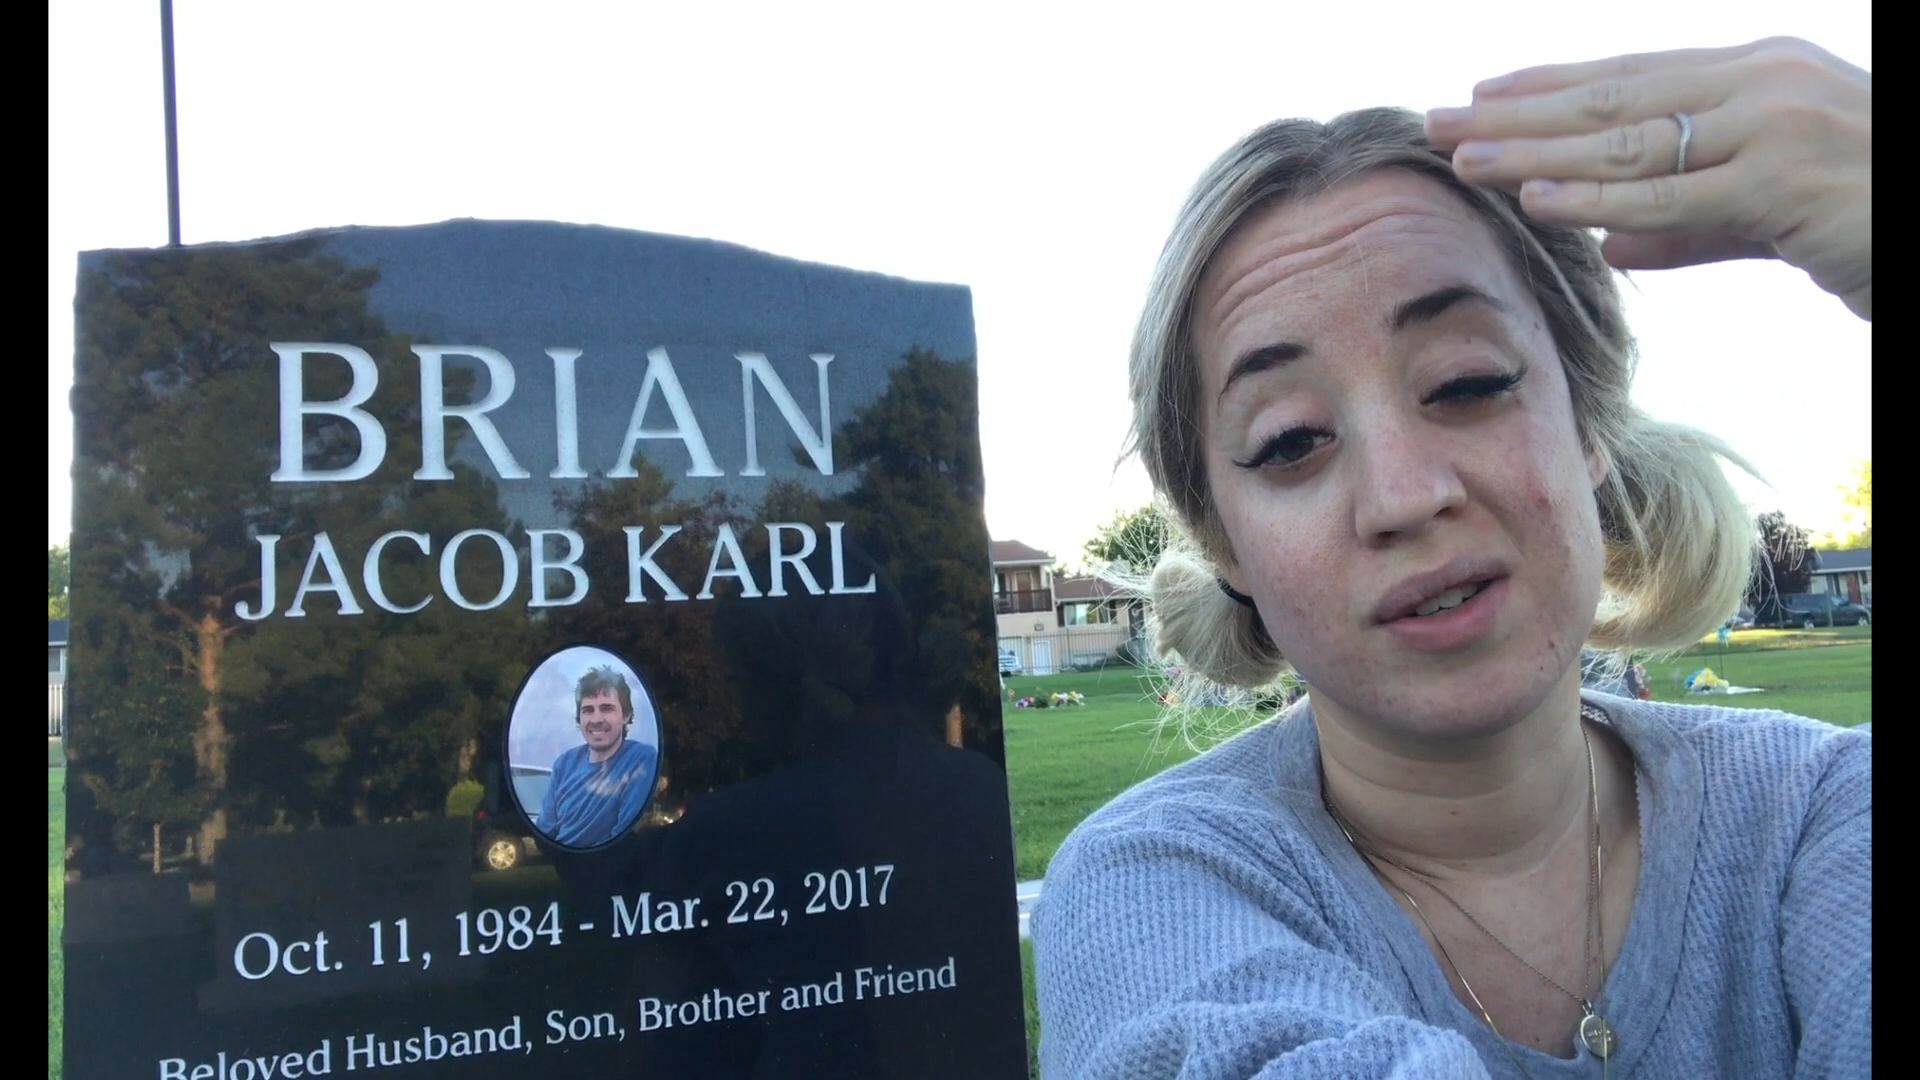 BRIAN
JACOB KARL
Oct. 11, 1984 - Mar. 22, 2017
Beloved Husband, Son, Brother and Friend